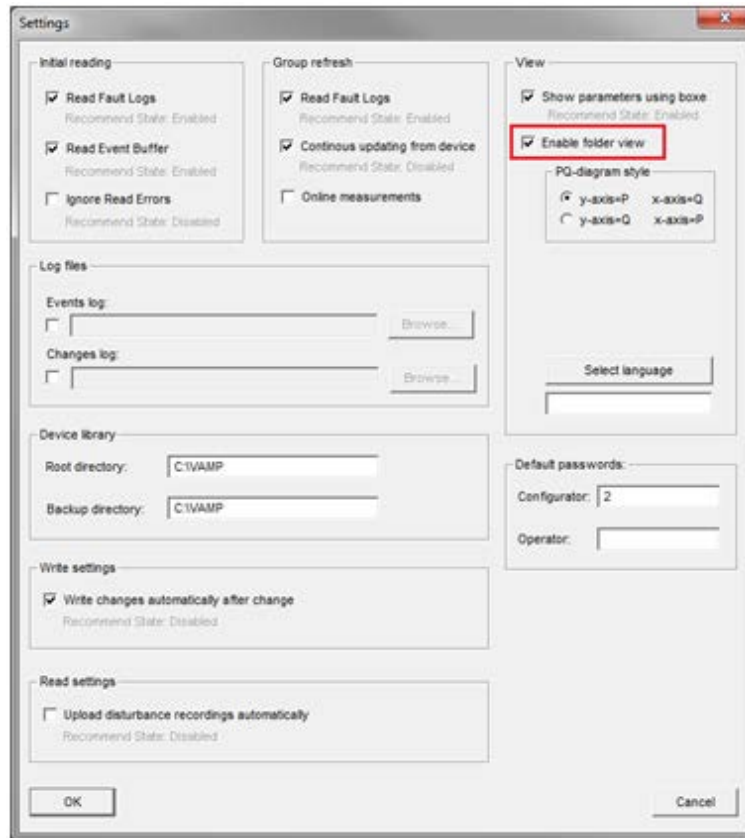 Settings
Initial reading
Read Fault Logs
Recommend State: Enabled
Read Event Buffer
Recommend State: Enabled
Ignore Read Errors
Recommend State: Disabled
Group refresh
Read Fault Logs
Recommend State: Enabled
Continous updating from device
Recommend State: Disabled
Online measurements
View
Show parameters using boxe
Recommend State: Enabled
Enable folder view
PQ-diagram style
y-axis=P x-axis=Q
y-axis=Q x-axis=P
Select language
Log files
Events log:
Browse...
Changes log:
Browse...
Device library
Root directory: C:\VAMP
Backup directory: C:\VAMP
Default passwords:
Configurator: 2
Operator:
Write settings
Write changes automatically after change
Recommend State: Disabled
Read settings
Upload disturbance recordings automatically
Recommend State: Disabled
OK
Cancel